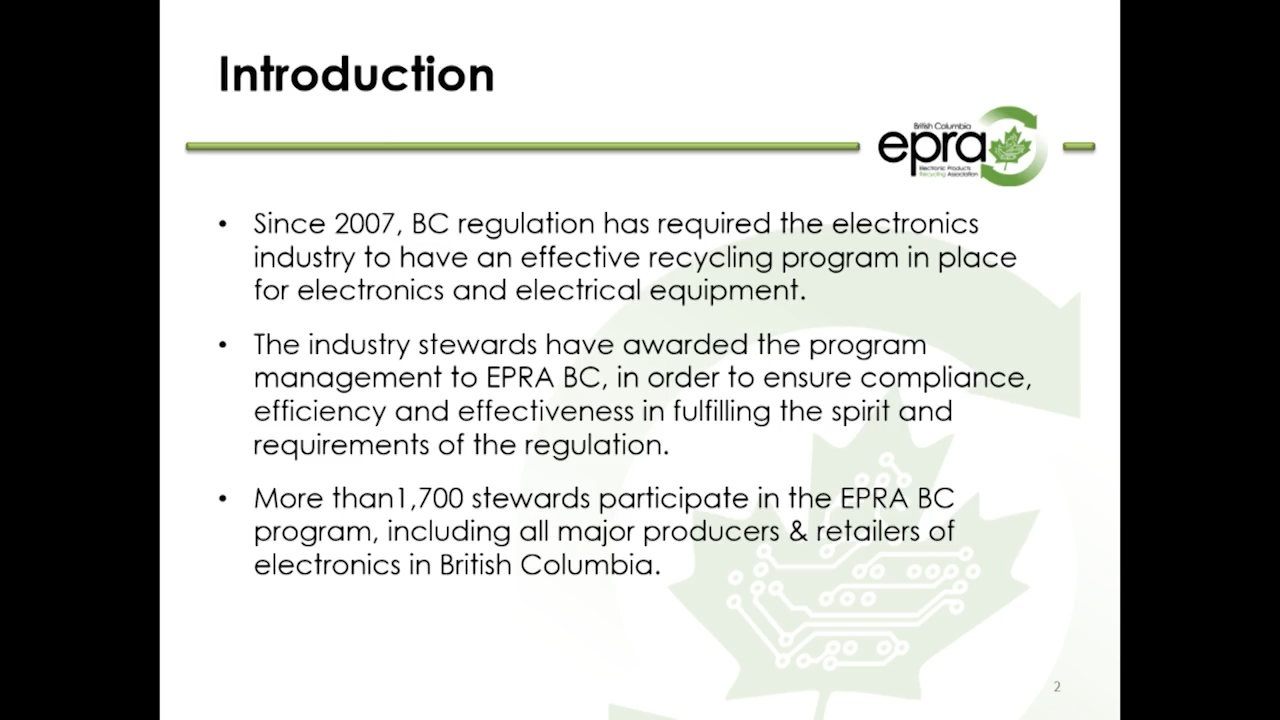 Introduction
British Columbia
epra
Electronic Products
Recycling Association
• Since 2007, BC regulation has required the electronics
industry to have an effective recycling program in place
for electronics and electrical equipment.
• The industry stewards have awarded the program
management to EPRA BC, in order to ensure compliance,
efficiency and effectiveness in fulfilling the spirit and
requirements of the regulation.
• More than1,700 stewards participate in the EPRA BC
program, including all major producers & retailers of
electronics in British Columbia.
2